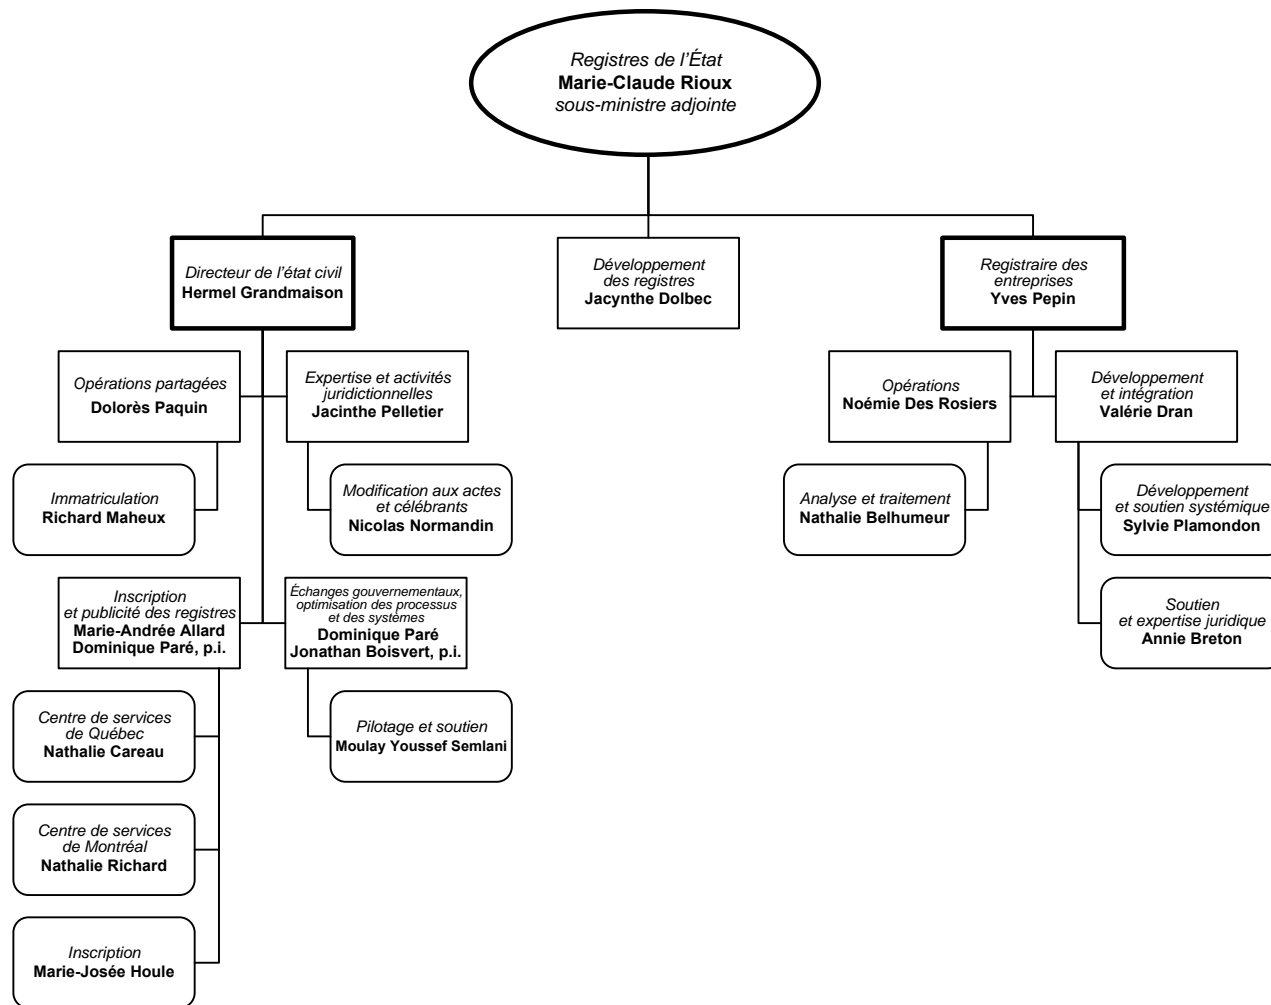 Registres de l’État
Marie-Claude Rioux
sous-ministre adjointe
Directeur de l’état civil
Hermel Grandmaison
Développement
des registres
Jacynthe Dolbec
Registraire des
entreprises
Yves Pepin
Opérations partagées
Dolorès Paquin
Expertise et activités
juridictionnelles
Jacinthe Pelletier
Opérations
Noémie Des Rosiers
Développement
et intégration
Valérie Dran
Immatriculation
Richard Maheux
Modification aux actes
et célébrants
Nicolas Normandin
Analyse et traitement
Nathalie Belhumeur
Développement
et soutien systémique
Sylvie Plamondon
Inscription
et publicité des registres
Marie-Andrée Allard
Dominique Paré, p.i.
Échanges gouvernementaux,
optimisation des processus
et des systèmes
Dominique Paré
Jonathan Boisvert, p.i.
Soutien
et expertise juridique
Annie Breton
Centre de services
de Québec
Nathalie Careau
Pilotage et soutien
Moulay Youssef Semlani
Centre de services
de Montréal
Nathalie Richard
Inscription
Marie-Josée Houle